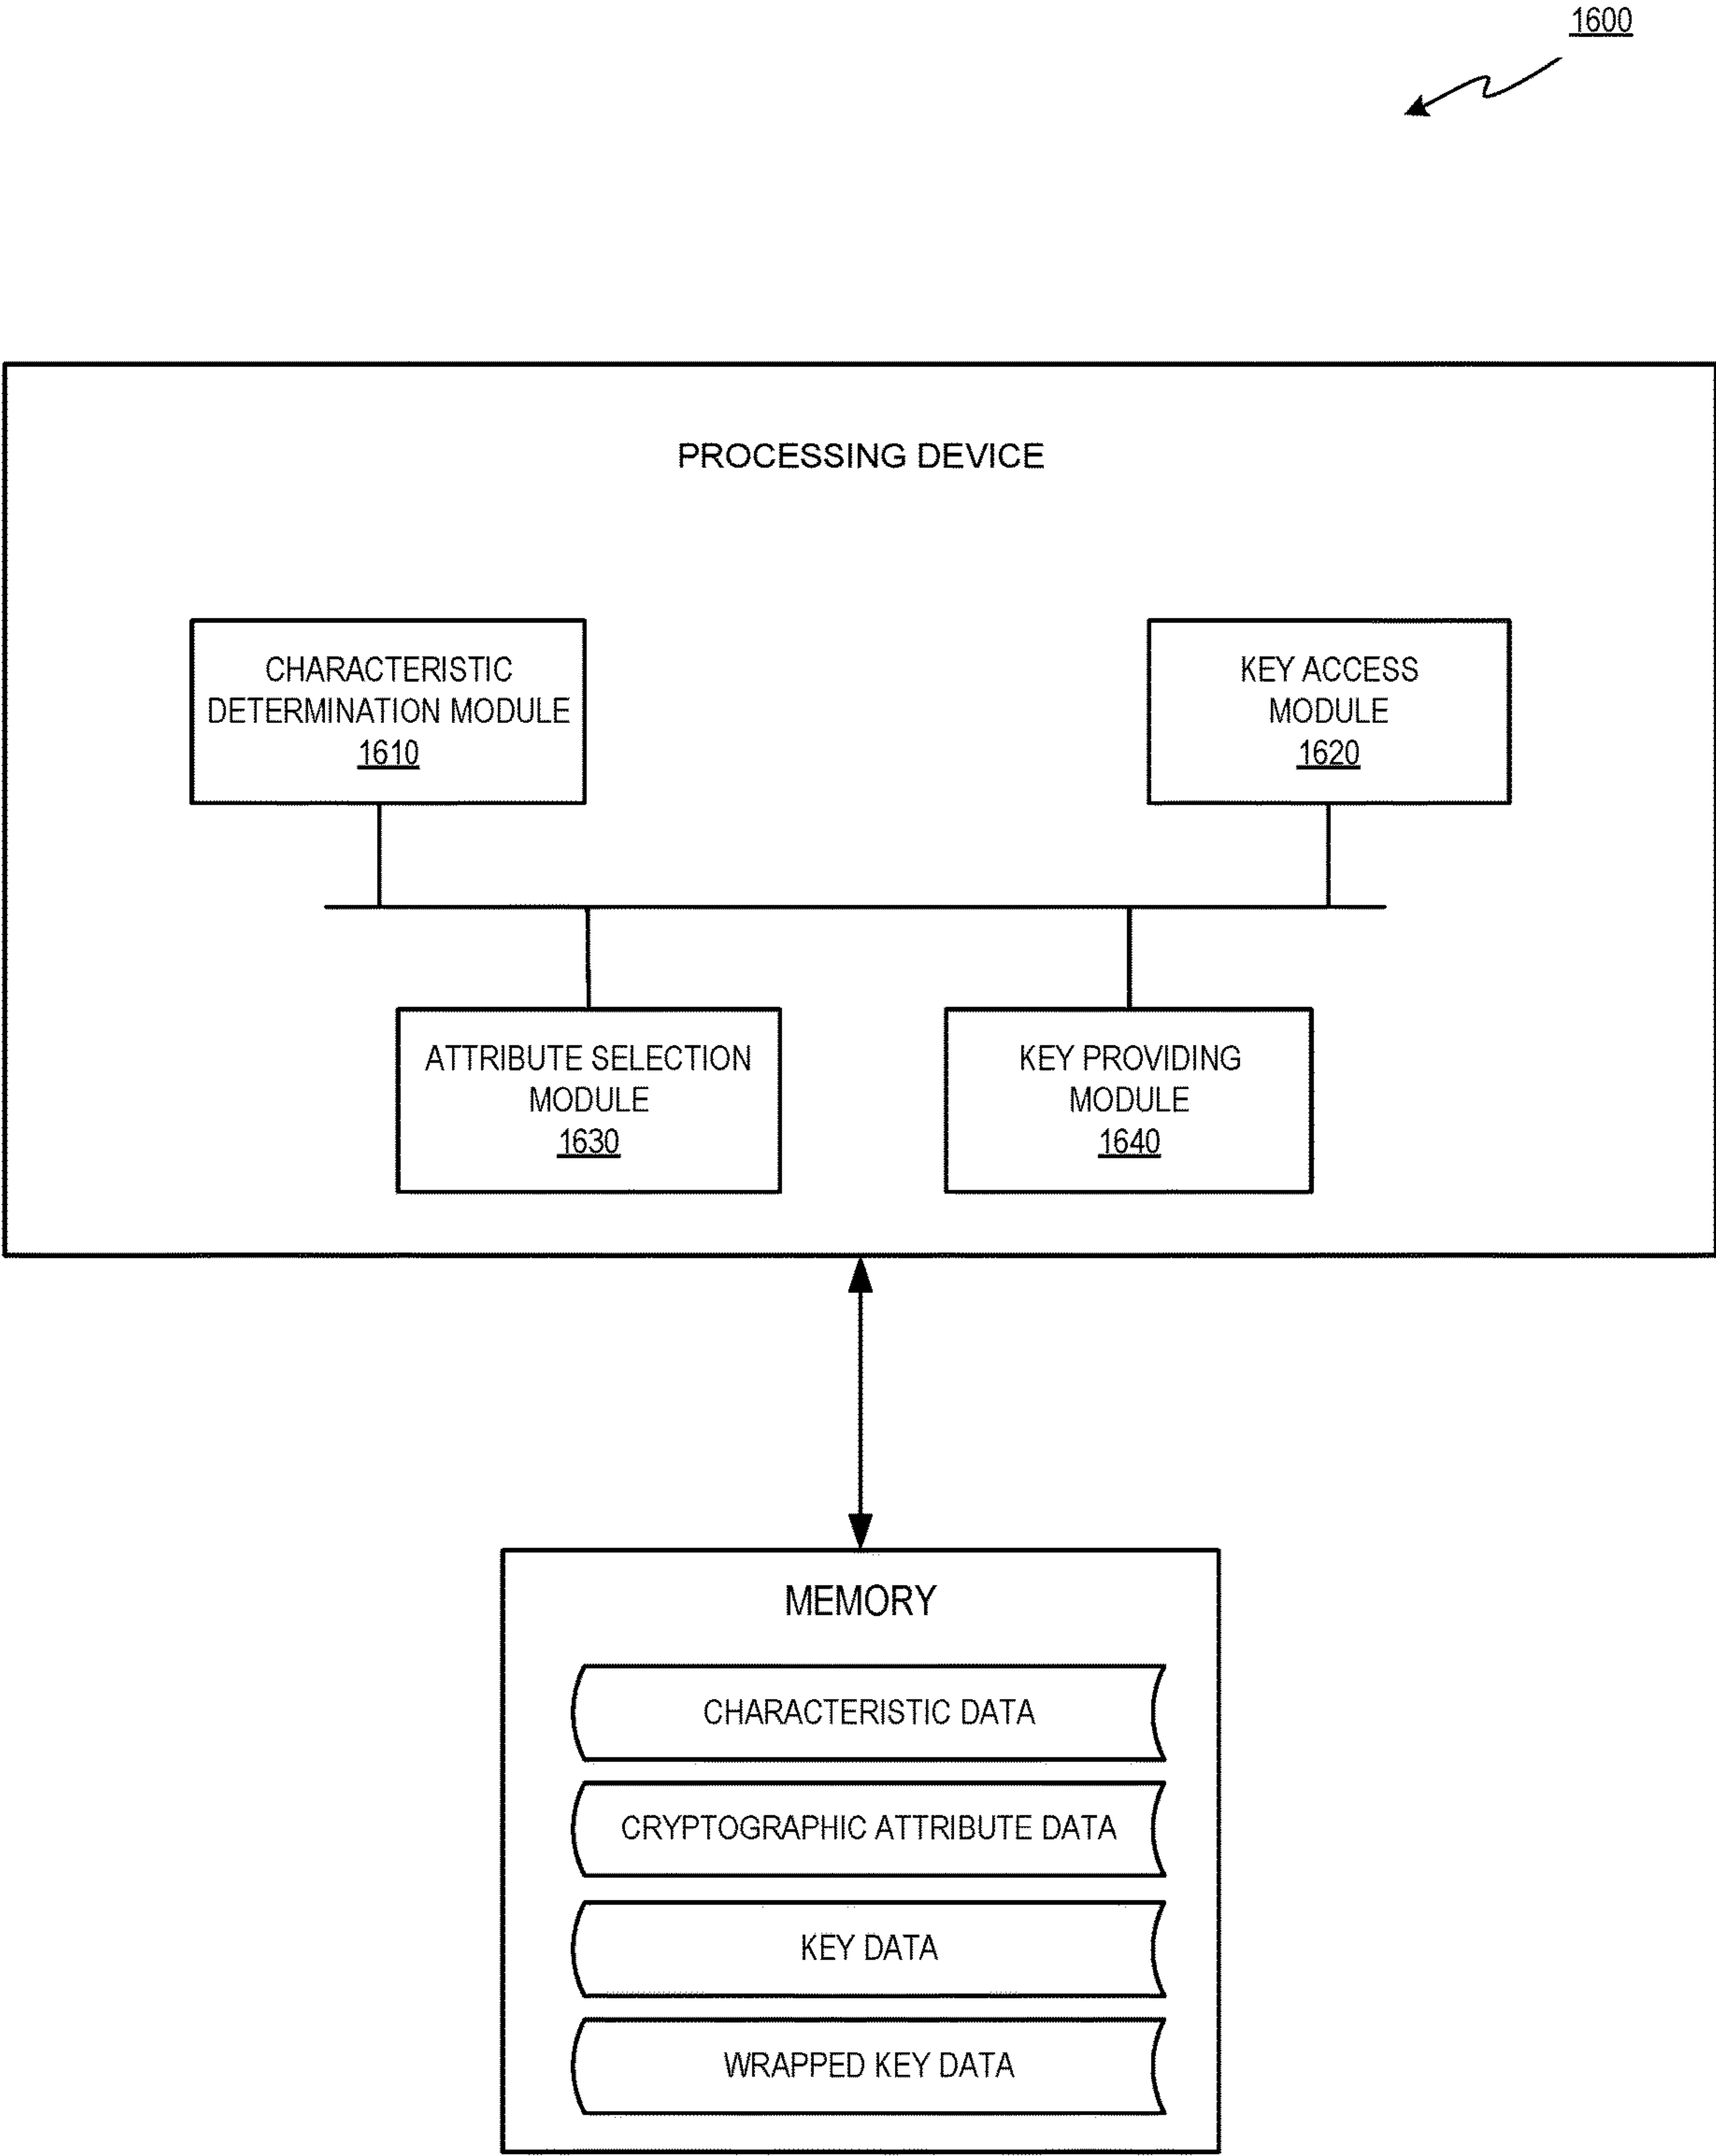 1600
PROCESSING DEVICE
CHARACTERISTIC
DETERMINATION MODULE
1610
KEY ACCESS
MODULE
1620
ATTRIBUTE SELECTION
MODULE
1630
KEY PROVIDING
MODULE
1640
MEMORY
CHARACTERISTIC DATA
CRYPTOGRAPHIC ATTRIBUTE DATA
KEY DATA
WRAPPED KEY DATA